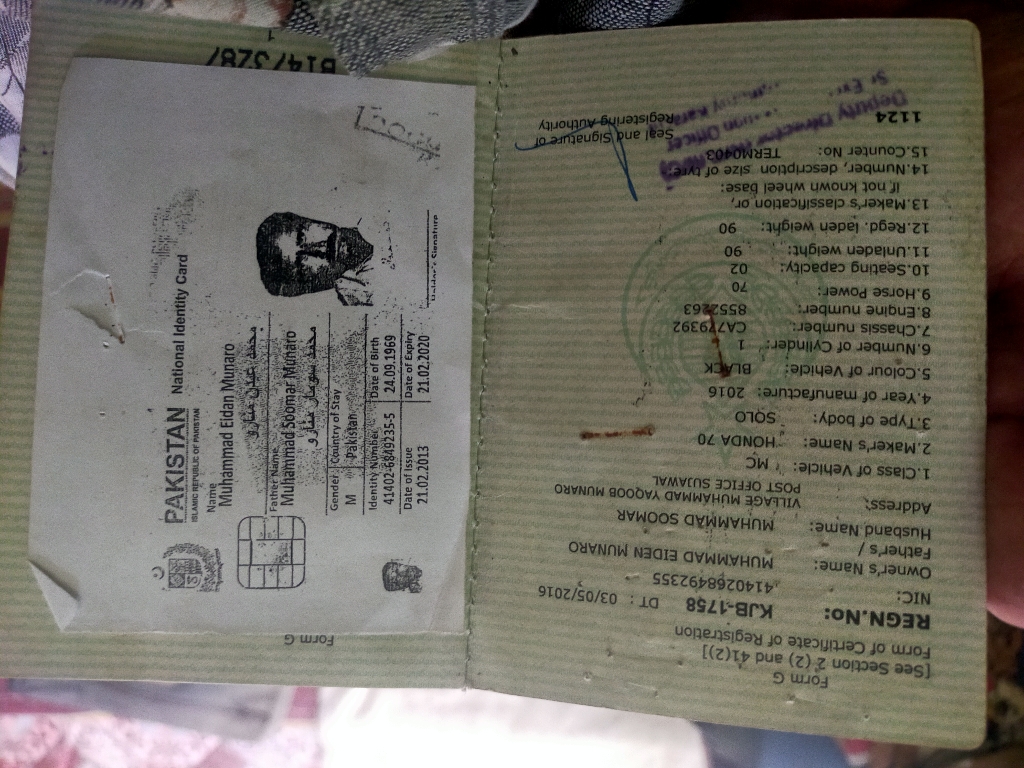 Form G
[See Section 2 (2) and 41(2)]
Form of Certificate of Registration
REGN.No: KJB-1758 DT : 03/05/2016
NIC: 4140268492355
Owner's Name: MUHAMMAD EIDEN MUNARO
Father's /
Husband Name: MUHAMMAD SOOMAR
Address: VILLAGE MUHAMMAD YAQOOB MUNARO
POST OFFICE SUJAWAL
1.Class of Vehicle: MC
2.Maker's Name: HONDA 70
3.Type of body: SOLO
4.Year of manufacture: 2016
5.Colour of Vehicle: BLACK
6.Number of Cylinder: 1
7.Chassis number: CA779392
8.Engine number: 8552263
9.Horse Power: 70
10.Seating capacity: 02
11.Unladen weight: 90
12.Regd. laden weight: 90
13.Maker's classification or,
If not known wheel base:
14.Number, description, size of tyre:
15.Counter No: TERM0403
1124
Seal and Signature of
Registering Authority
Deputy Director
Officer
B1473287
1
Form G
PAKISTAN National Identity Card
ISLAMIC REPUBLIC OF PAKISTAN
Name
Muhammad Eidan Munaro
محمد عیدن منارو
Father Name
Muhammad Soomar Munaro
محمد سومار منارو
Gender Country of Stay
M Pakistan
Identity Number Date of Birth
41402-6849235-5 24.09.1969
Date of Issue Date of Expiry
21.02.2013 21.02.2020
Holder's Signature